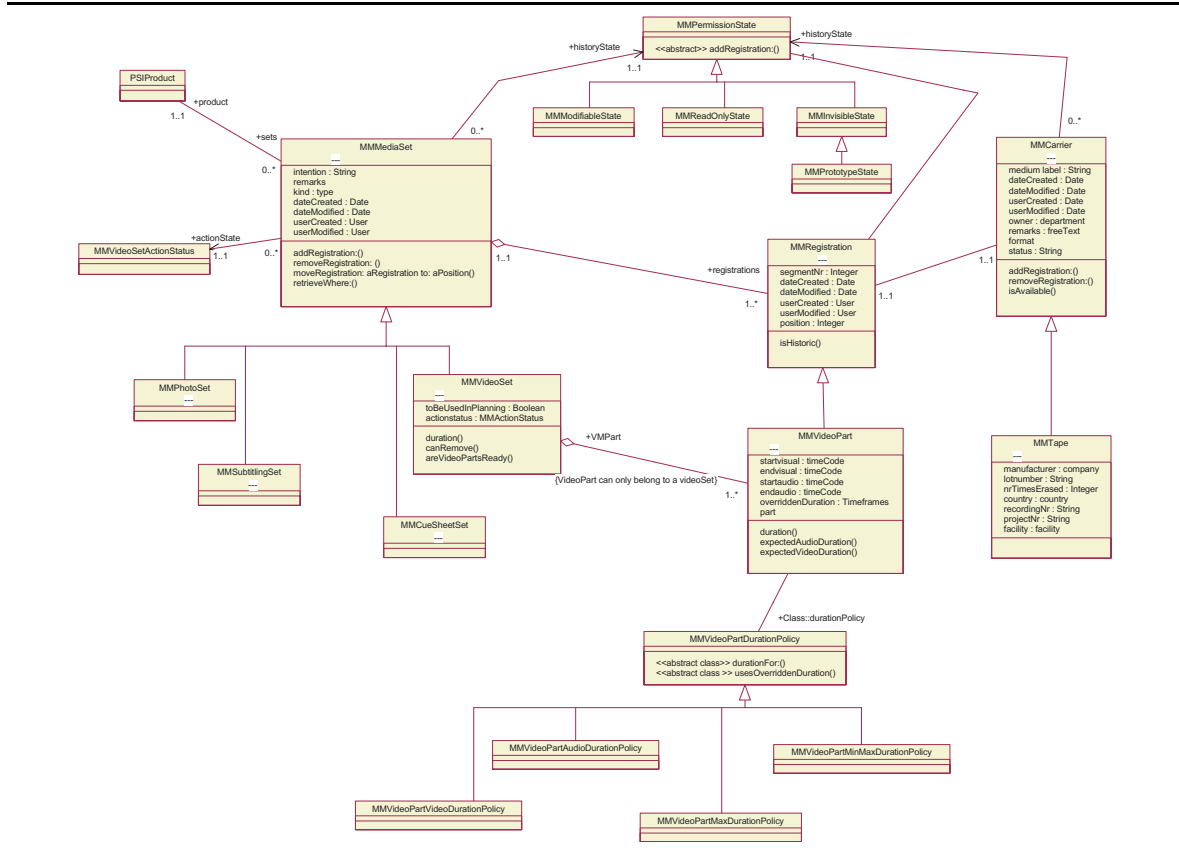 MMPermissionState
<<abstract>> addRegistration:()
+historyState
1..1
+historyState
1..1
PSIProduct
+product
1..1
+sets
0..*
0..*
MMModifiableState
MMReadOnlyState
MMInvisibleState
MMPrototypeState
0..*
MMMediaSet
---
intention : String
remarks
kind : type
dateCreated : Date
dateModified : Date
userCreated : User
userModified : User
addRegistration:()
removeRegistration: ()
moveRegistration: aRegistration to: aPosition()
retrieveWhere:()
MMCarrier
---
medium label : String
dateCreated : Date
dateModified : Date
userCreated : User
userModified : Date
owner : department
remarks : freeText
format
status : String
addRegistration:()
removeRegistration:()
isAvailable()
MMVideoSetActionStatus
+actionState
1..1
0..*
1..1
+registrations
1..*
MMRegistration
---
segmentNr : Integer
dateCreated : Date
dateModified : Date
userCreated : User
userModified : User
position : Integer
isHistoric()
1..1
1..1
MMPhotoSet
---
MMSubtitlingSet
---
MMCueSheetSet
---
MMVideoSet
---
toBeUsedInPlanning : Boolean
actionstatus : MMActionStatus
duration()
canRemove()
areVideoPartsReady()
+VMPart
{VideoPart can only belong to a videoSet}
1..*
MMVideoPart
---
startvisual : timeCode
endvisual : timeCode
startaudio : timeCode
endaudio : timeCode
overriddenDuration : Timeframes
part
duration()
expectedAudioDuration()
expectedVideoDuration()
MMTape
---
manufacturer : company
lotnumber : String
nrTimesErased : Integer
country : country
recordingNr : String
projectNr : String
facility : facility
+Class::durationPolicy
MMVideoPartDurationPolicy
<<abstract class>> durationFor:()
<<abstract class >> usesOverriddenDuration()
MMVideoPartAudioDurationPolicy
MMVideoPartMinMaxDurationPolicy
MMVideoPartVideoDurationPolicy
MMVideoPartMaxDurationPolicy